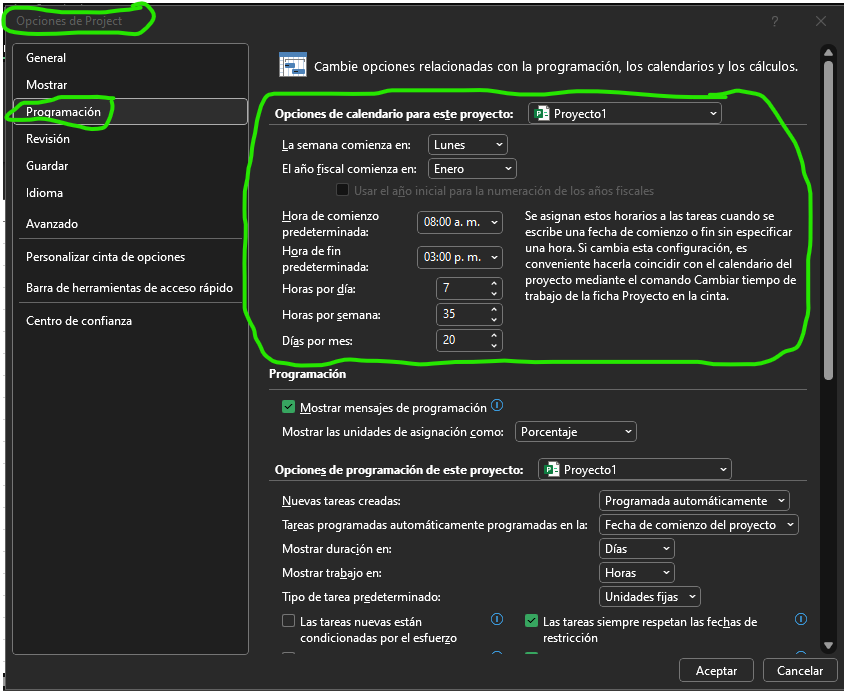 Opciones de Project
?
General
Mostrar
Programación
Revisión
Guardar
Idioma
Avanzado
Personalizar cinta de opciones
Barra de herramientas de acceso rápido
Centro de confianza
Cambie opciones relacionadas con la programación, los calendarios y los cálculos.
Opciones de calendario para este proyecto: Proyecto1
La semana comienza en: Lunes
El año fiscal comienza en: Enero
Usar el año inicial para la numeración de los años fiscales
Hora de comienzo
predeterminada: 08:00 a. m.
Hora de fin
predeterminada: 03:00 p. m.
Horas por día: 7
Horas por semana: 35
Días por mes: 20
Se asignan estos horarios a las tareas cuando se
escribe una fecha de comienzo o fin sin especificar
una hora. Si cambia esta configuración, es
conveniente hacerla coincidir con el calendario del
proyecto mediante el comando Cambiar tiempo de
trabajo de la ficha Proyecto en la cinta.
Programación
Mostrar mensajes de programación
Mostrar las unidades de asignación como: Porcentaje
Opciones de programación de este proyecto: Proyecto1
Nuevas tareas creadas: Programada automáticamente
Tareas programadas automáticamente programadas en la: Fecha de comienzo del proyecto
Mostrar duración en: Días
Mostrar trabajo en: Horas
Tipo de tarea predeterminado: Unidades fijas
Las tareas nuevas están
condicionadas por el esfuerzo
Las tareas siempre respetan las fechas de
restricción
Aceptar
Cancelar